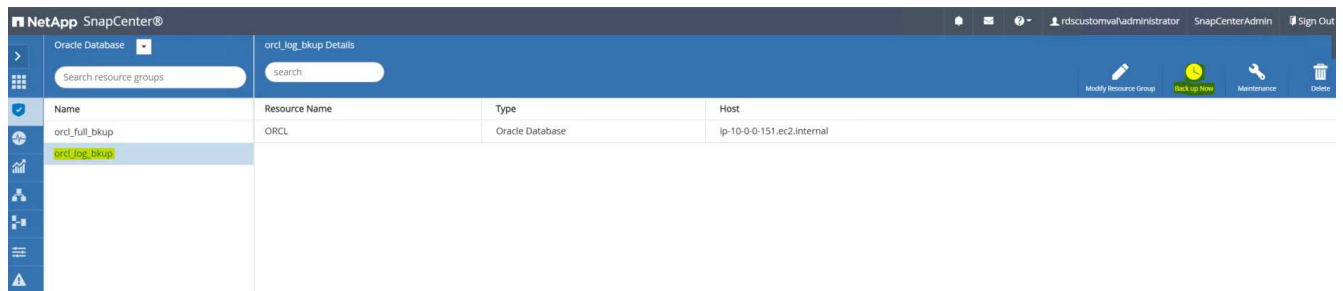 NetApp SnapCenter®
rdscustomval\administrator SnapCenterAdmin Sign Out
Oracle Database
orcl_log_bkup Details
Search resource groups
search
Modify Resource Group
Back up Now
Maintenance
Delete
Name
Resource Name Type Host
orcl_full_bkup
ORCL Oracle Database ip-10-0-0-151.ec2.internal
orcl_log_bkup